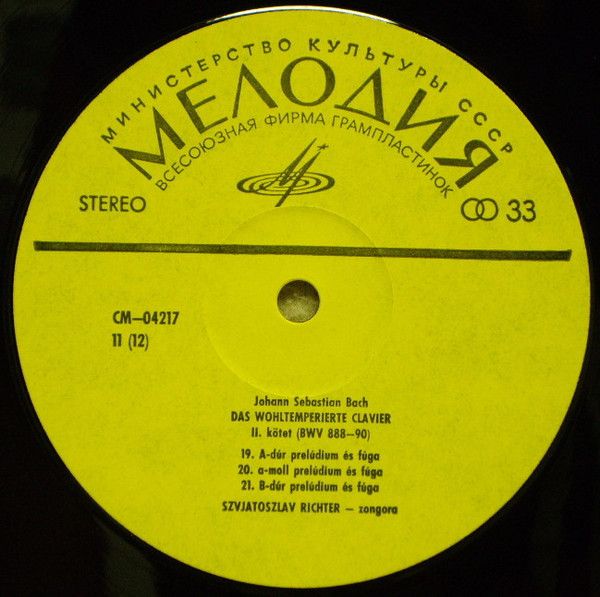 МИНИСТЕРСТВО КУЛЬТУРЫ СССР
МЕЛОДИЯ
ВСЕСОЮЗНАЯ ФИРМА ГРАМПЛАСТИНОК
STEREO
33
СМ—04217
11 (12)
Johann Sebastian Bach
DAS WOHLTEMPERIERTE CLAVIER
II. kötet (BWV 888—90)
19. A-dúr prelúdium és fúga
20. a-moll prelúdium és fúga
21. B-dúr prelúdium és fúga
SZVJATOSZLAV RICHTER — zongora